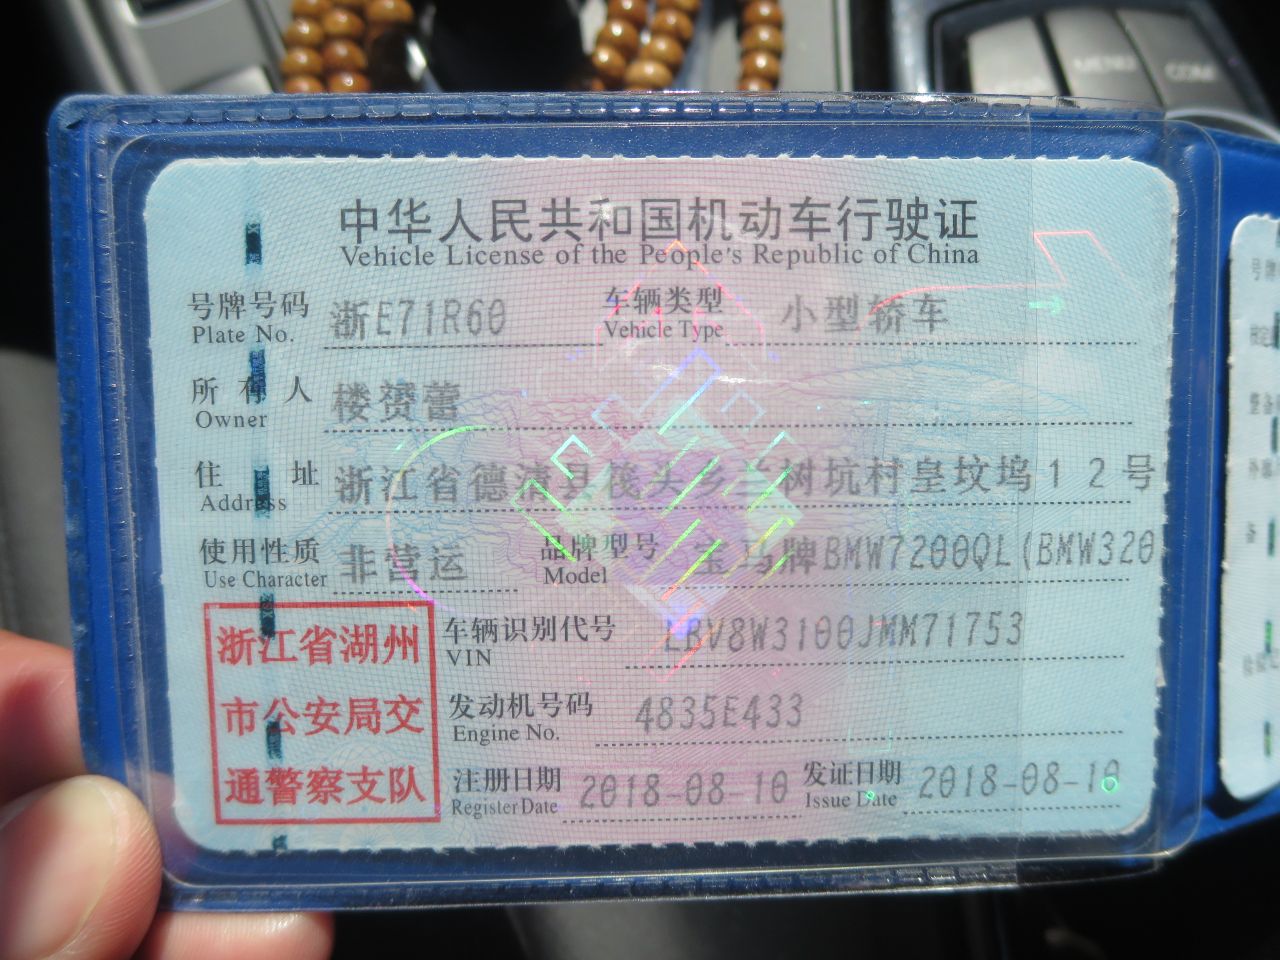 MENU
中华人民共和国机动车行驶证
Vehicle License of the People's Republic of China
号牌号码 浙E71R60 车辆类型 小型轿车
Plate No. Vehicle Type
所有人 楼赟蕾
Owner
住址 浙江省德清县筏头乡兰树坑村皇坟坞12号
Address
使用性质 非营运 品牌型号 宝马牌BMW7200QL(BMW320
Use Character Model
车辆识别代号 LBV8W3100JMM71753
VIN
发动机号码 4835E433
Engine No.
注册日期 2018-08-10 发证日期 2018-08-10
Register Date Issue Date
浙江省湖州
市公安局交
通警察支队